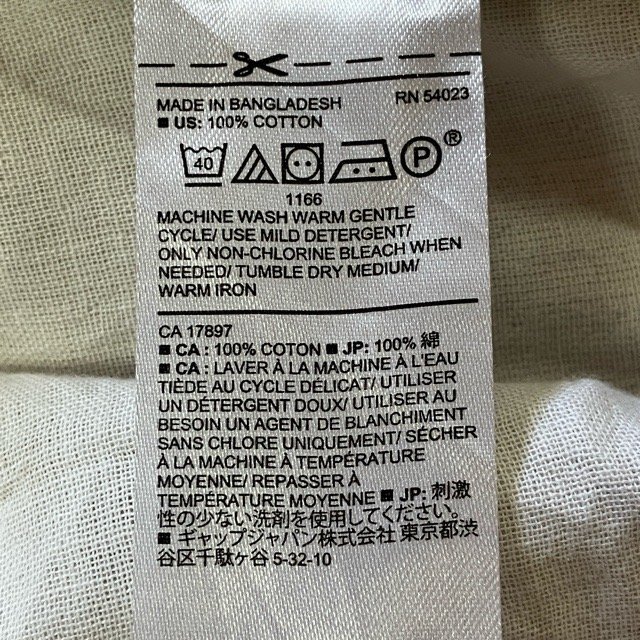 MADE IN BANGLADESH RN 54023
■ US: 100% COTTON
40 P®
1166
MACHINE WASH WARM GENTLE
CYCLE/ USE MILD DETERGENT/
ONLY NON-CHLORINE BLEACH WHEN
NEEDED/ TUMBLE DRY MEDIUM/
WARM IRON
CA 17897
■ CA : 100% COTON ■ JP: 100% 綿
■ CA : LAVER À LA MACHINE À L'EAU
TIÈDE AU CYCLE DÉLICAT/ UTILISER
UN DÉTERGENT DOUX/ UTILISER AU
BESOIN UN AGENT DE BLANCHIMENT
SANS CHLORE UNIQUEMENT/ SÉCHER
À LA MACHINE À TEMPÉRATURE
MOYENNE/ REPASSER À
TEMPÉRATURE MOYENNE ■ JP: 刺激
性の少ない洗剤を使用してください。
■ ギャップジャパン株式会社 東京都渋
谷区千駄ヶ谷 5-32-10